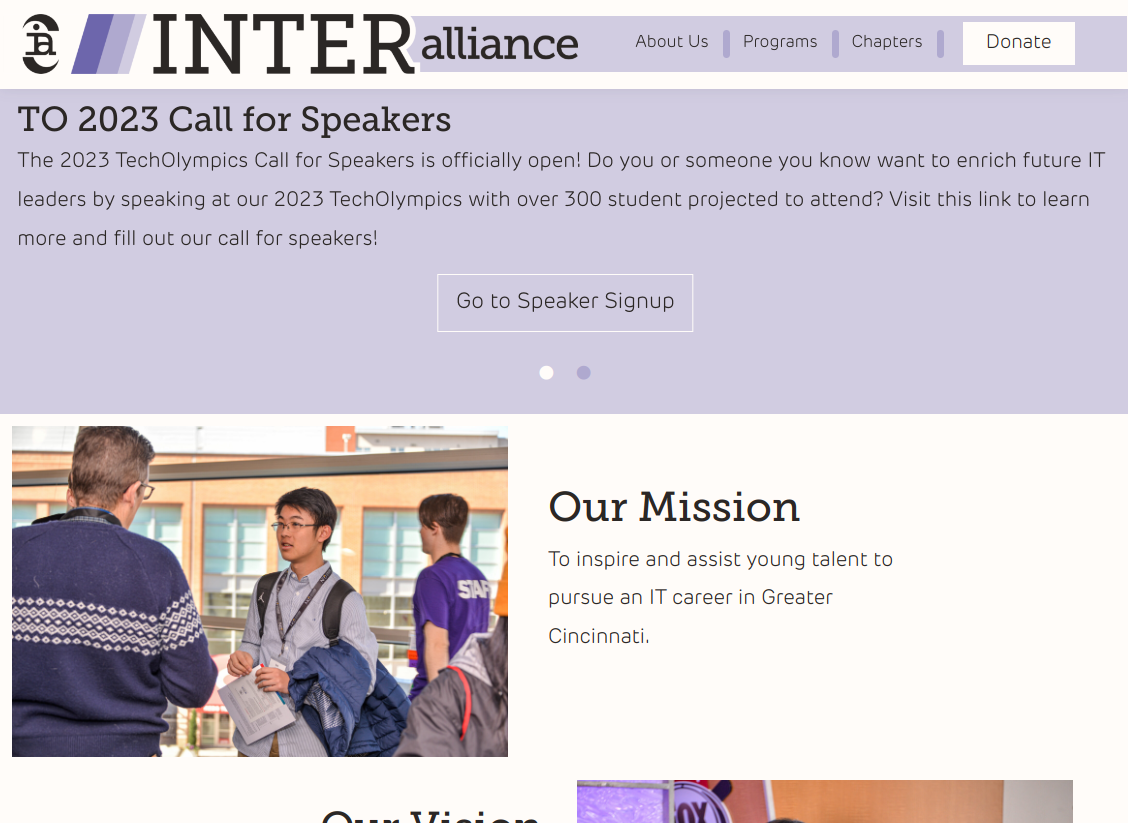 ia INTERalliance About Us Programs Chapters Donate
TO 2023 Call for Speakers
The 2023 TechOlympics Call for Speakers is officially open! Do you or someone you know want to enrich future IT
leaders by speaking at our 2023 TechOlympics with over 300 student projected to attend? Visit this link to learn
more and fill out our call for speakers!
Go to Speaker Signup
STAFF
Our Mission
To inspire and assist young talent to
pursue an IT career in Greater
Cincinnati.
Our Vision
OX